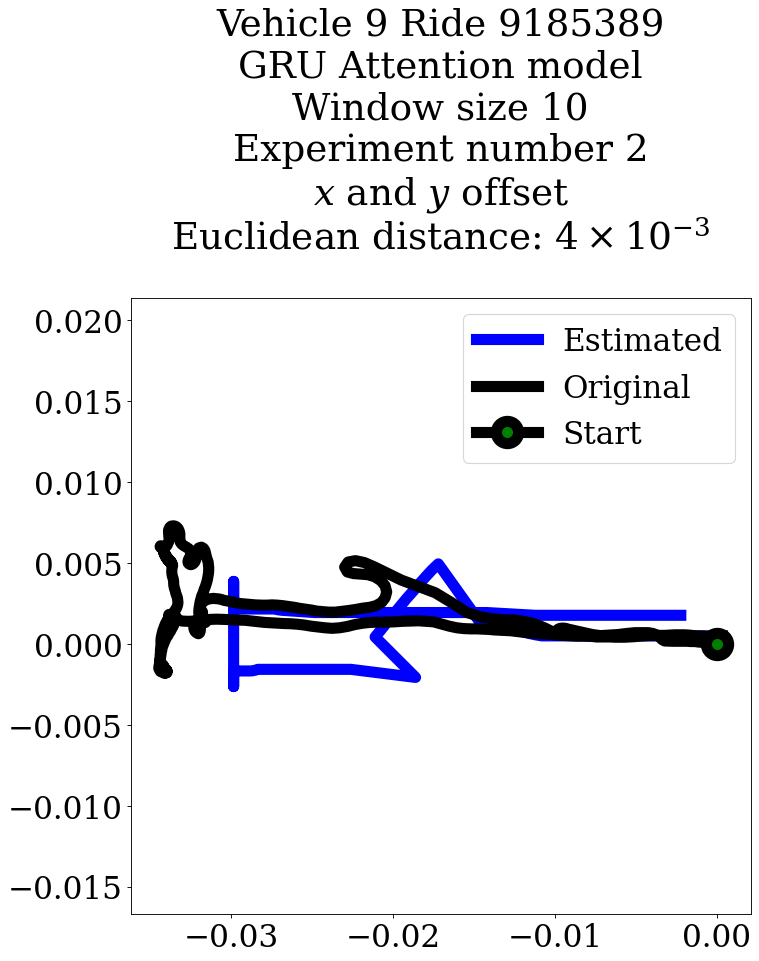 Vehicle 9 Ride 9185389
GRU Attention model
Window size 10
Experiment number 2
x and y offset
Euclidean distance: 4 × 10⁻³
Estimated
Original
Start
0.020
0.015
0.010
0.005
0.000
−0.005
−0.010
−0.015
−0.03 −0.02 −0.01 0.00